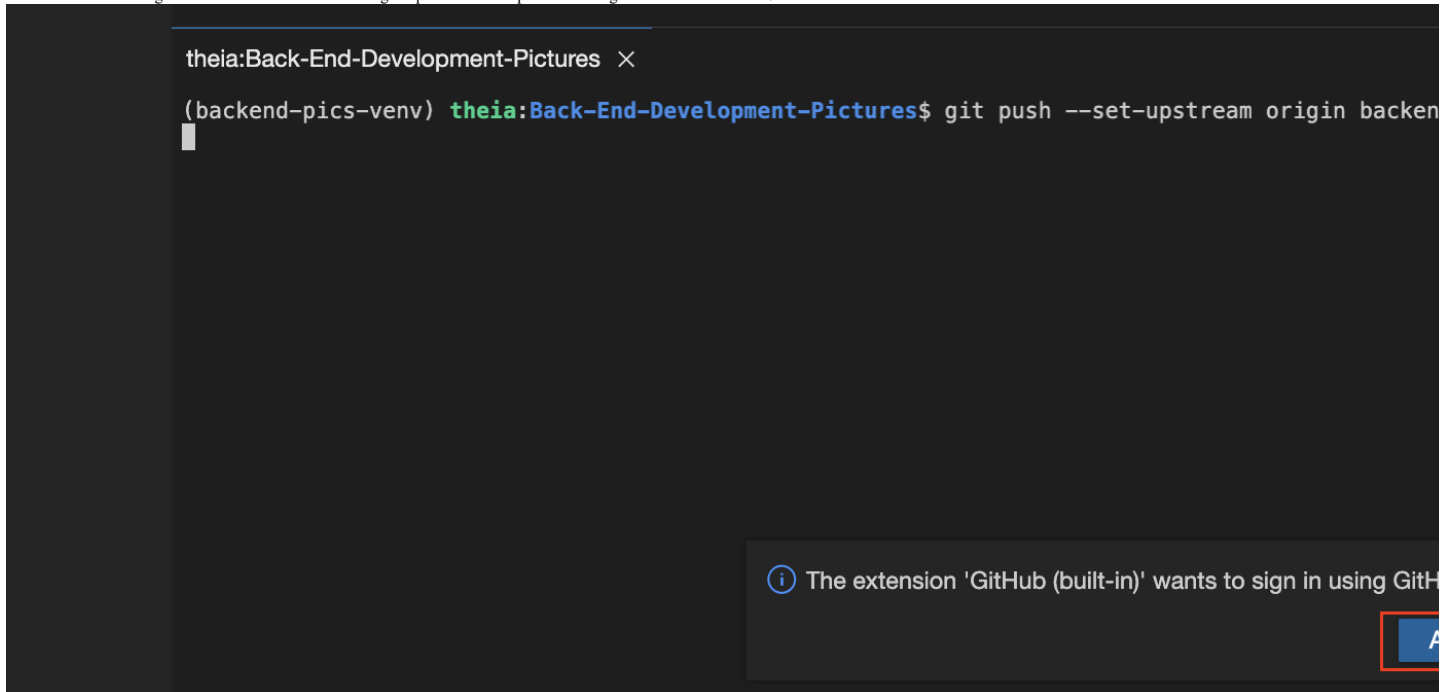 theia:Back-End-Development-Pictures ×
(backend-pics-venv) theia:Back-End-Development-Pictures$ git push --set-upstream origin backen
The extension 'GitHub (built-in)' wants to sign in using GitH
A